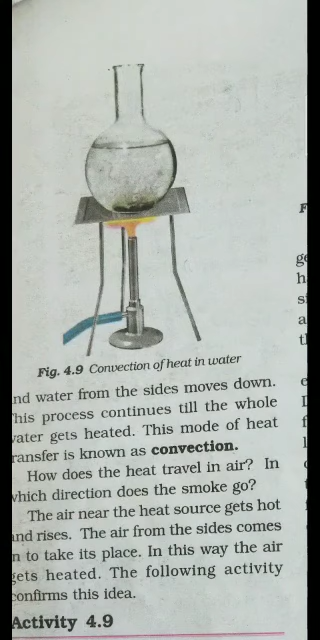 Fig. 4.9 Convection of heat in water
nd water from the sides moves down.
his process continues till the whole
ater gets heated. This mode of heat
ransfer is known as convection.
How does the heat travel in air? In
hich direction does the smoke go?
The air near the heat source gets hot
nd rises. The air from the sides comes
n to take its place. In this way the air
gets heated. The following activity
confirms this idea.
Activity 4.9